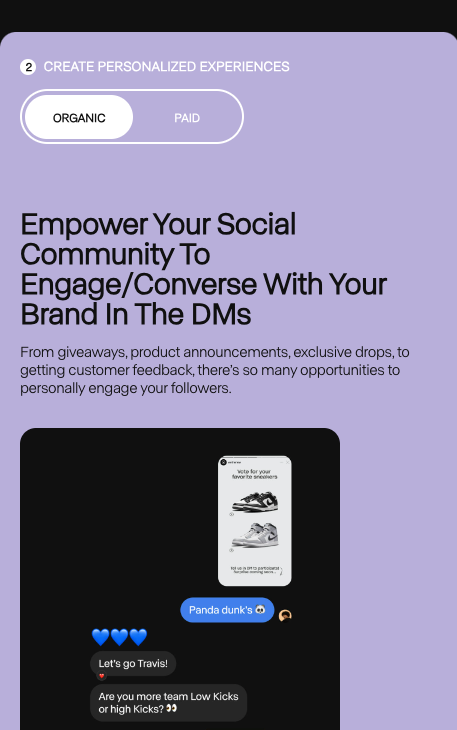 2 CREATE PERSONALIZED EXPERIENCES
ORGANIC
PAID
Empower Your Social
Community To
Engage/Converse With Your
Brand In The DMs
From giveaways, product announcements, exclusive drops, to
getting customer feedback, there's so many opportunities to
personally engage your followers.
Vote for your
favorite sneakers
Panda dunk's 🐼
💙💙💙
Let's go Travis!
Are you more team Low Kicks
or high Kicks? 👀